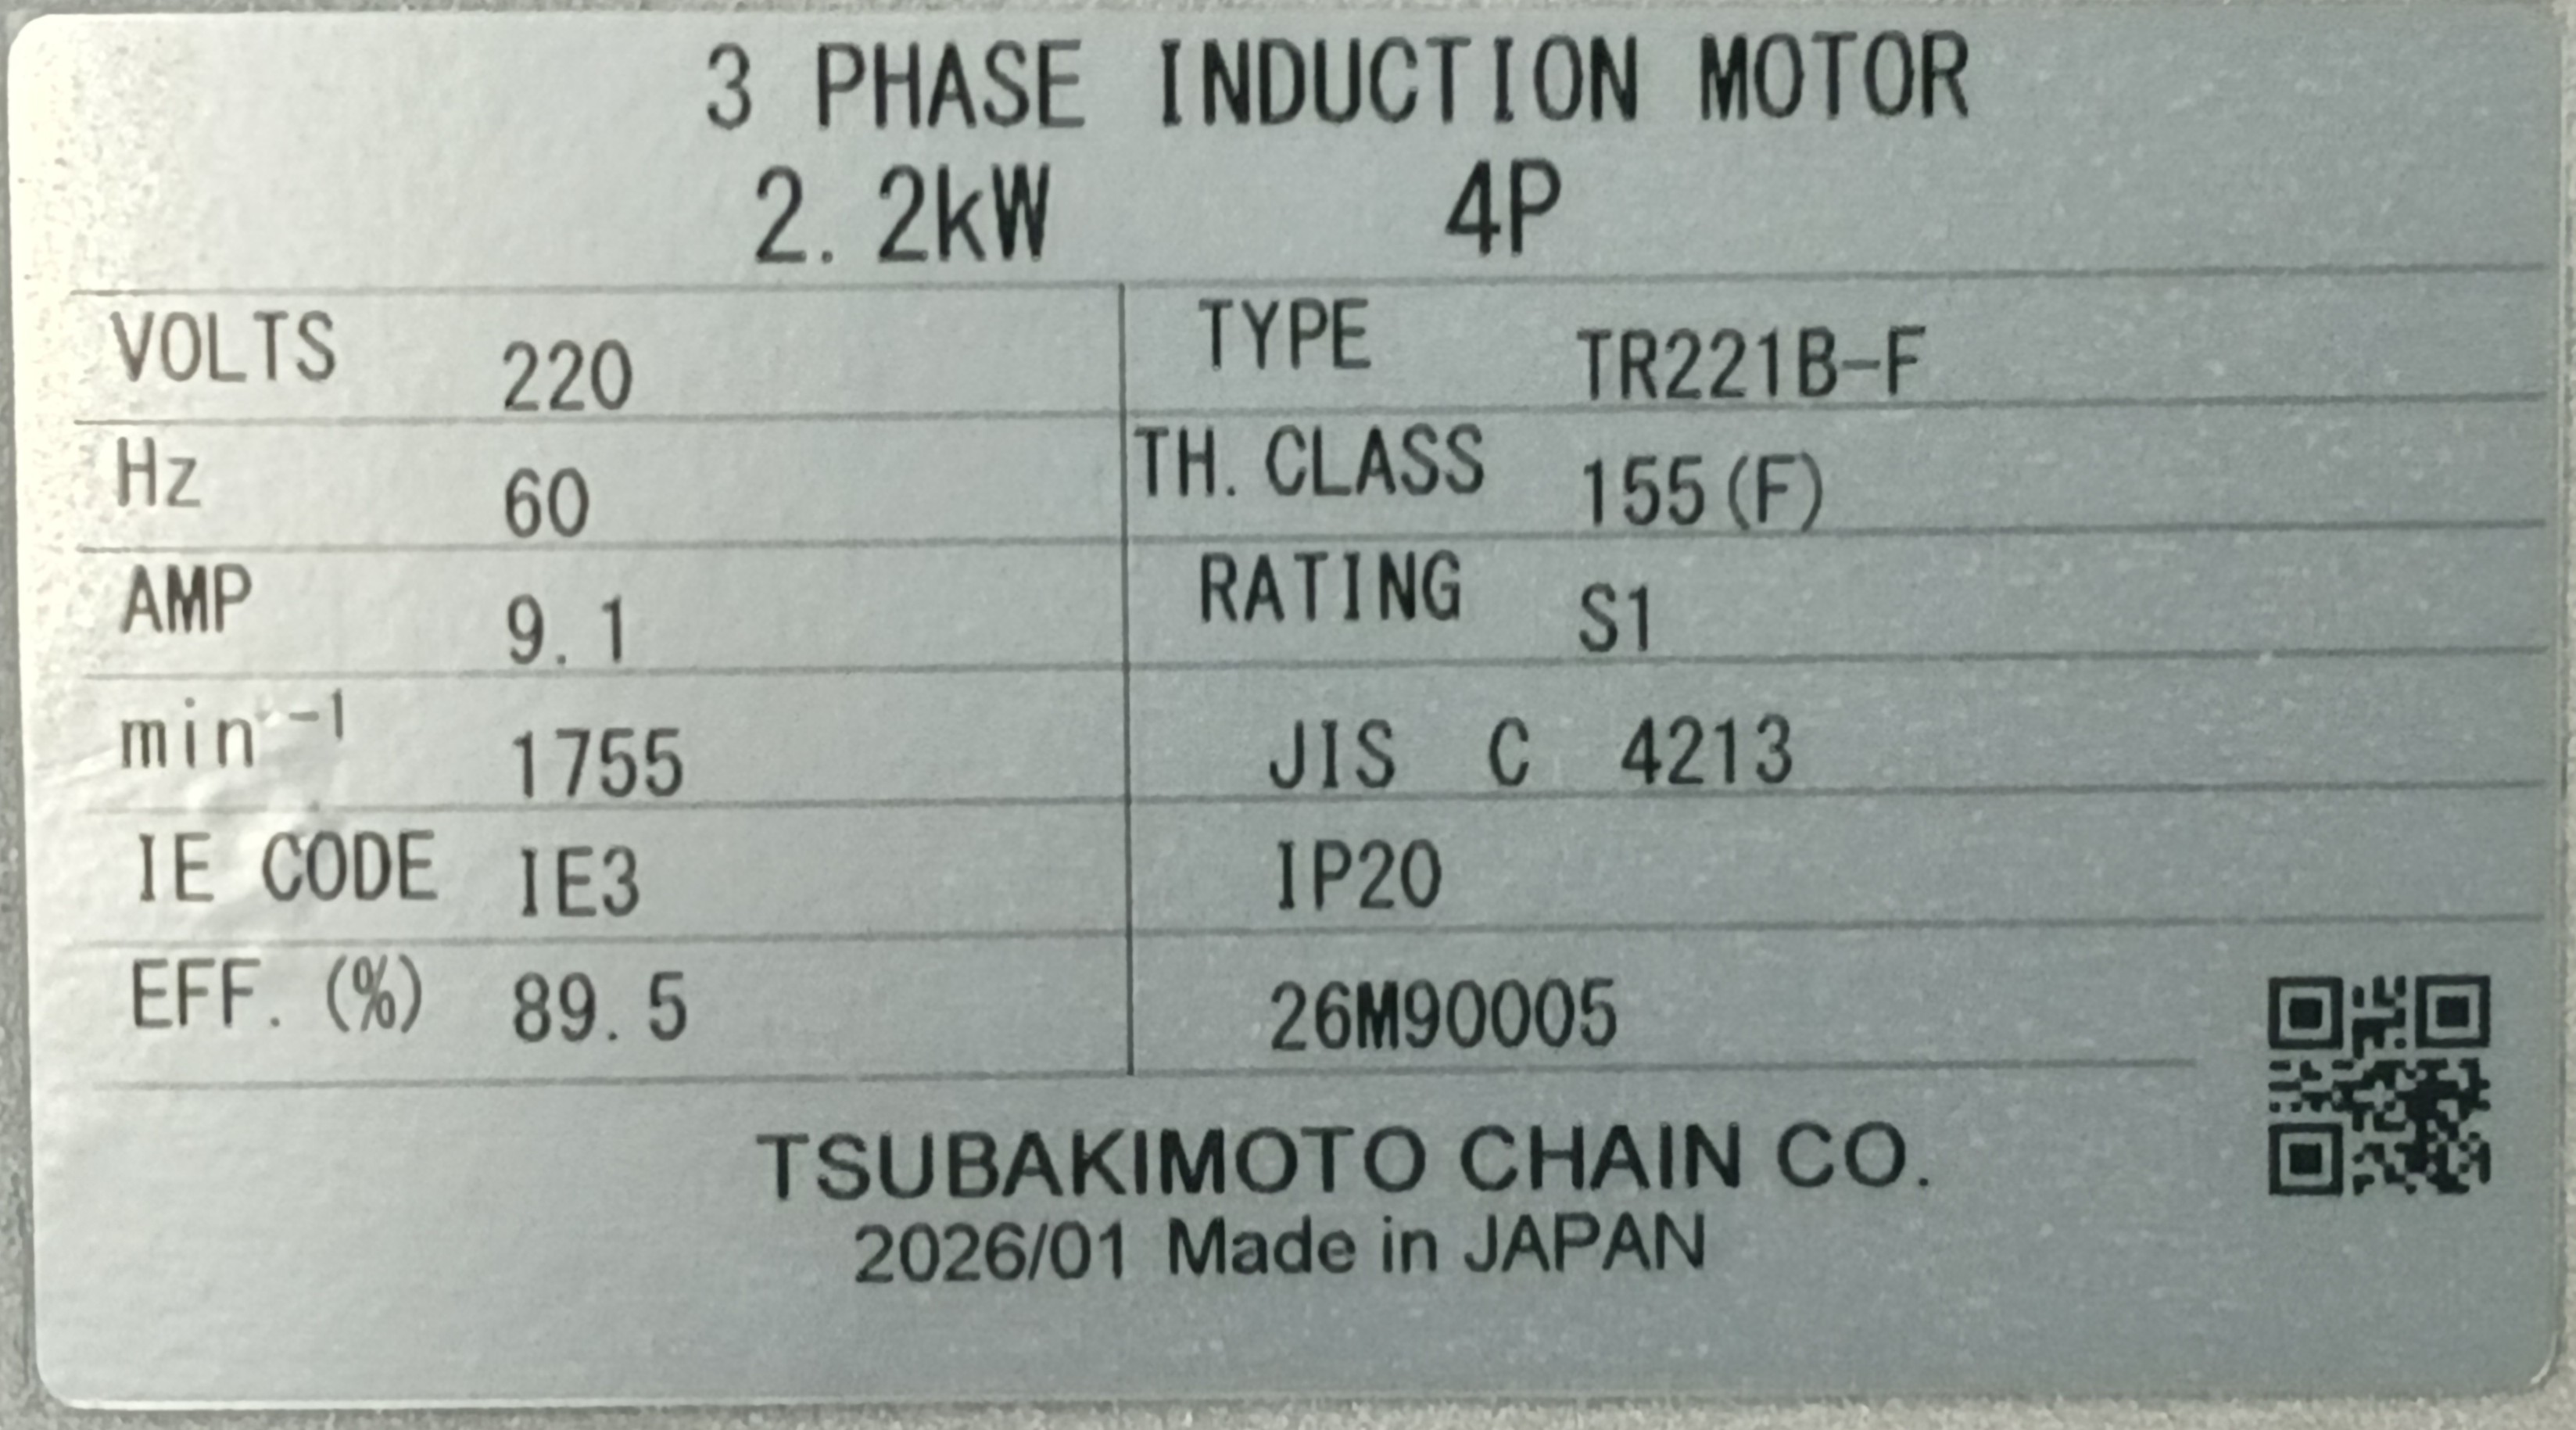 3 PHASE INDUCTION MOTOR
2.2kW 4P
VOLTS 220 TYPE TR221B-F
Hz 60 TH.CLASS 155(F)
AMP 9.1 RATING S1
min⁻¹ 1755 JIS C 4213
IE CODE IE3 IP20
EFF.(%) 89.5 26M90005
TSUBAKIMOTO CHAIN CO.
2026/01 Made in JAPAN